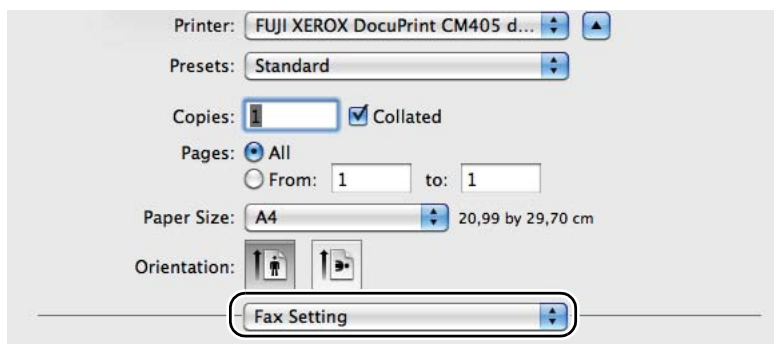 Printer: FUJI XEROX DocuPrint CM405 d...
Presets: Standard
Copies: 1 Collated
Pages: All
From: 1 to: 1
Paper Size: A4 20,99 by 29,70 cm
Orientation:
Fax Setting